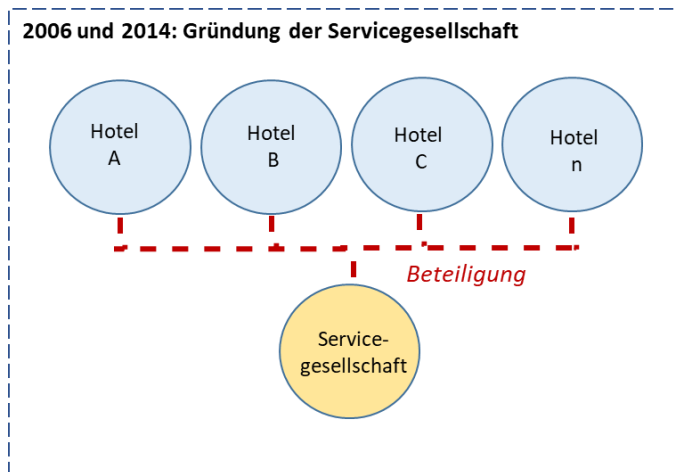 2006 und 2014: Gründung der Servicegesellschaft
Hotel
A
Hotel
B
Hotel
C
Hotel
n
Beteiligung
Service-
gesellschaft